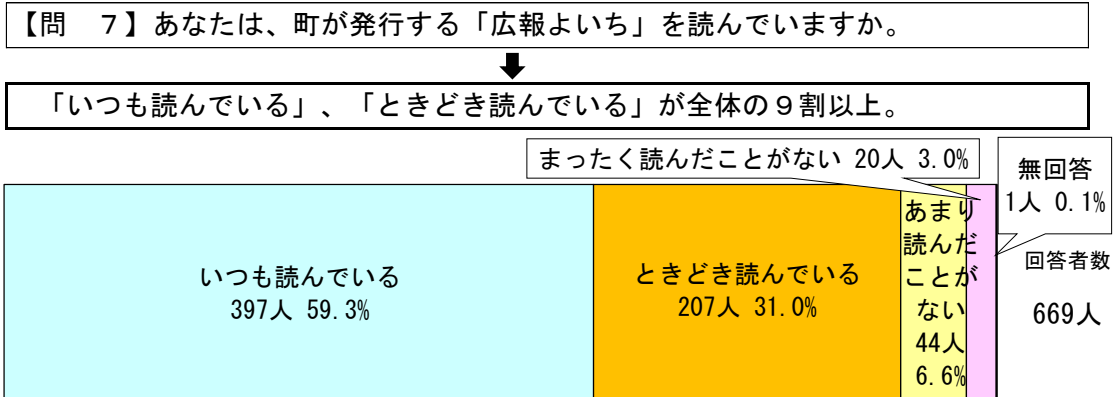 【問　７】あなたは、町が発行する「広報よいち」を読んでいますか。
「いつも読んでいる」、「ときどき読んでいる」が全体の９割以上。
まったく読んだことがない 20人 3.0%
無回答
1人 0.1%
いつも読んでいる
397人 59.3%
ときどき読んでいる
207人 31.0%
あまり
読んだ
ことが
ない
44人
6.6%
回答者数
669人